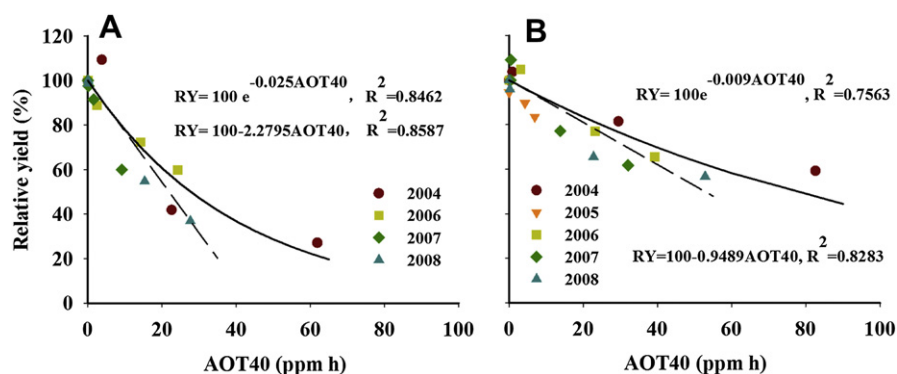 A
B
120
100
80
60
40
20
0
Relative yield (%)
RY= 100 e^-0.025AOT40, R^2=0.8462
RY= 100-2.2795AOT40, R^2=0.8587
2004
2006
2007
2008
0 20 40 60 80 100
AOT40 (ppm h)
RY= 100e^-0.009AOT40, R^2=0.7563
2004
2005
2006
2007
2008
RY=100-0.9489AOT40, R^2=0.8283
0 20 40 60 80 100
AOT40 (ppm h)